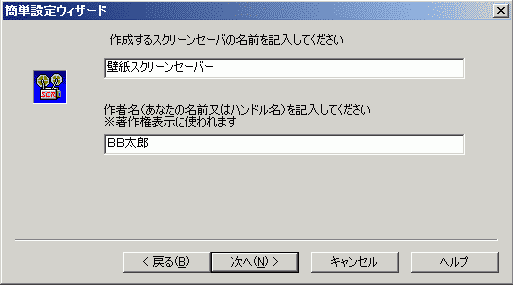 簡単設定ウィザード
作成するスクリーンセーバの名前を記入してください
壁紙スクリーンセーバー
作者名(あなたの名前又はハンドル名)を記入してください
※著作権表示に使われます
BB太郎
< 戻る(B)
次へ(N) >
キャンセル
ヘルプ